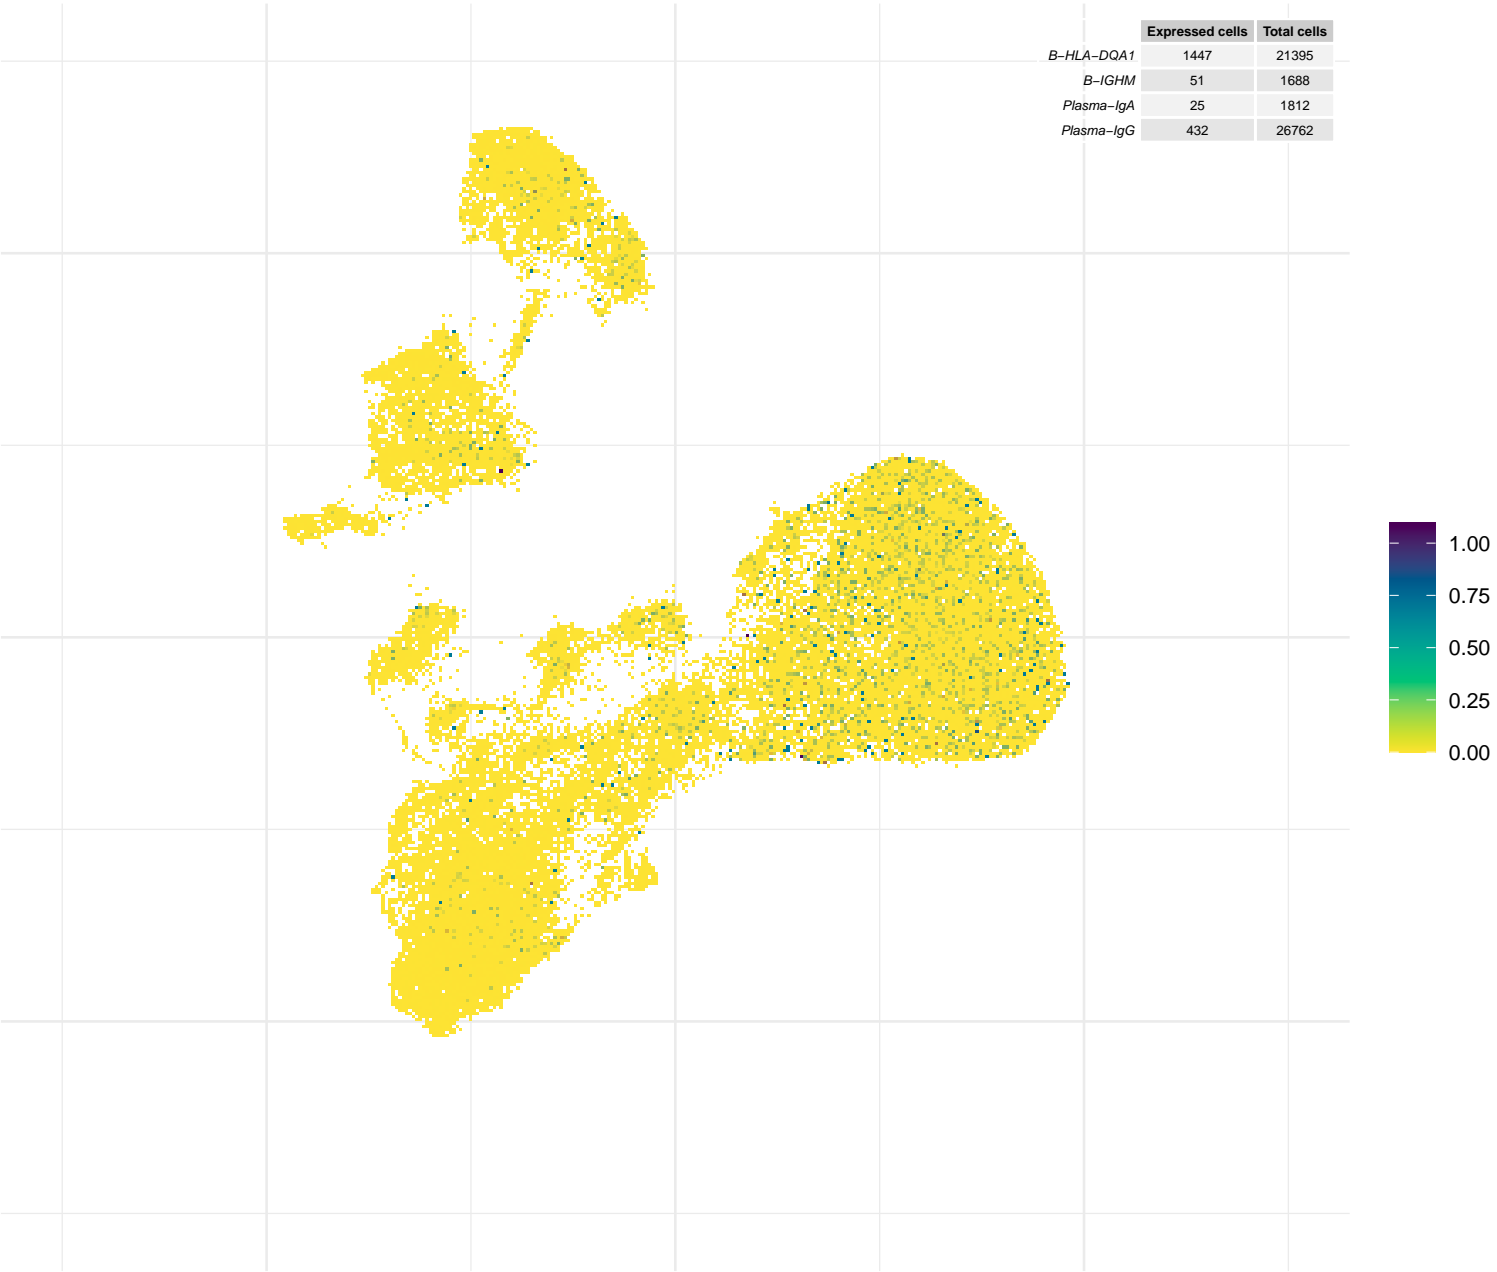 Expressed cells Total cells
B−HLA−DQA1 1447 21395
B−IGHM 51 1688
Plasma−IgA 25 1812
Plasma−IgG 432 26762
1.00
0.75
0.50
0.25
0.00